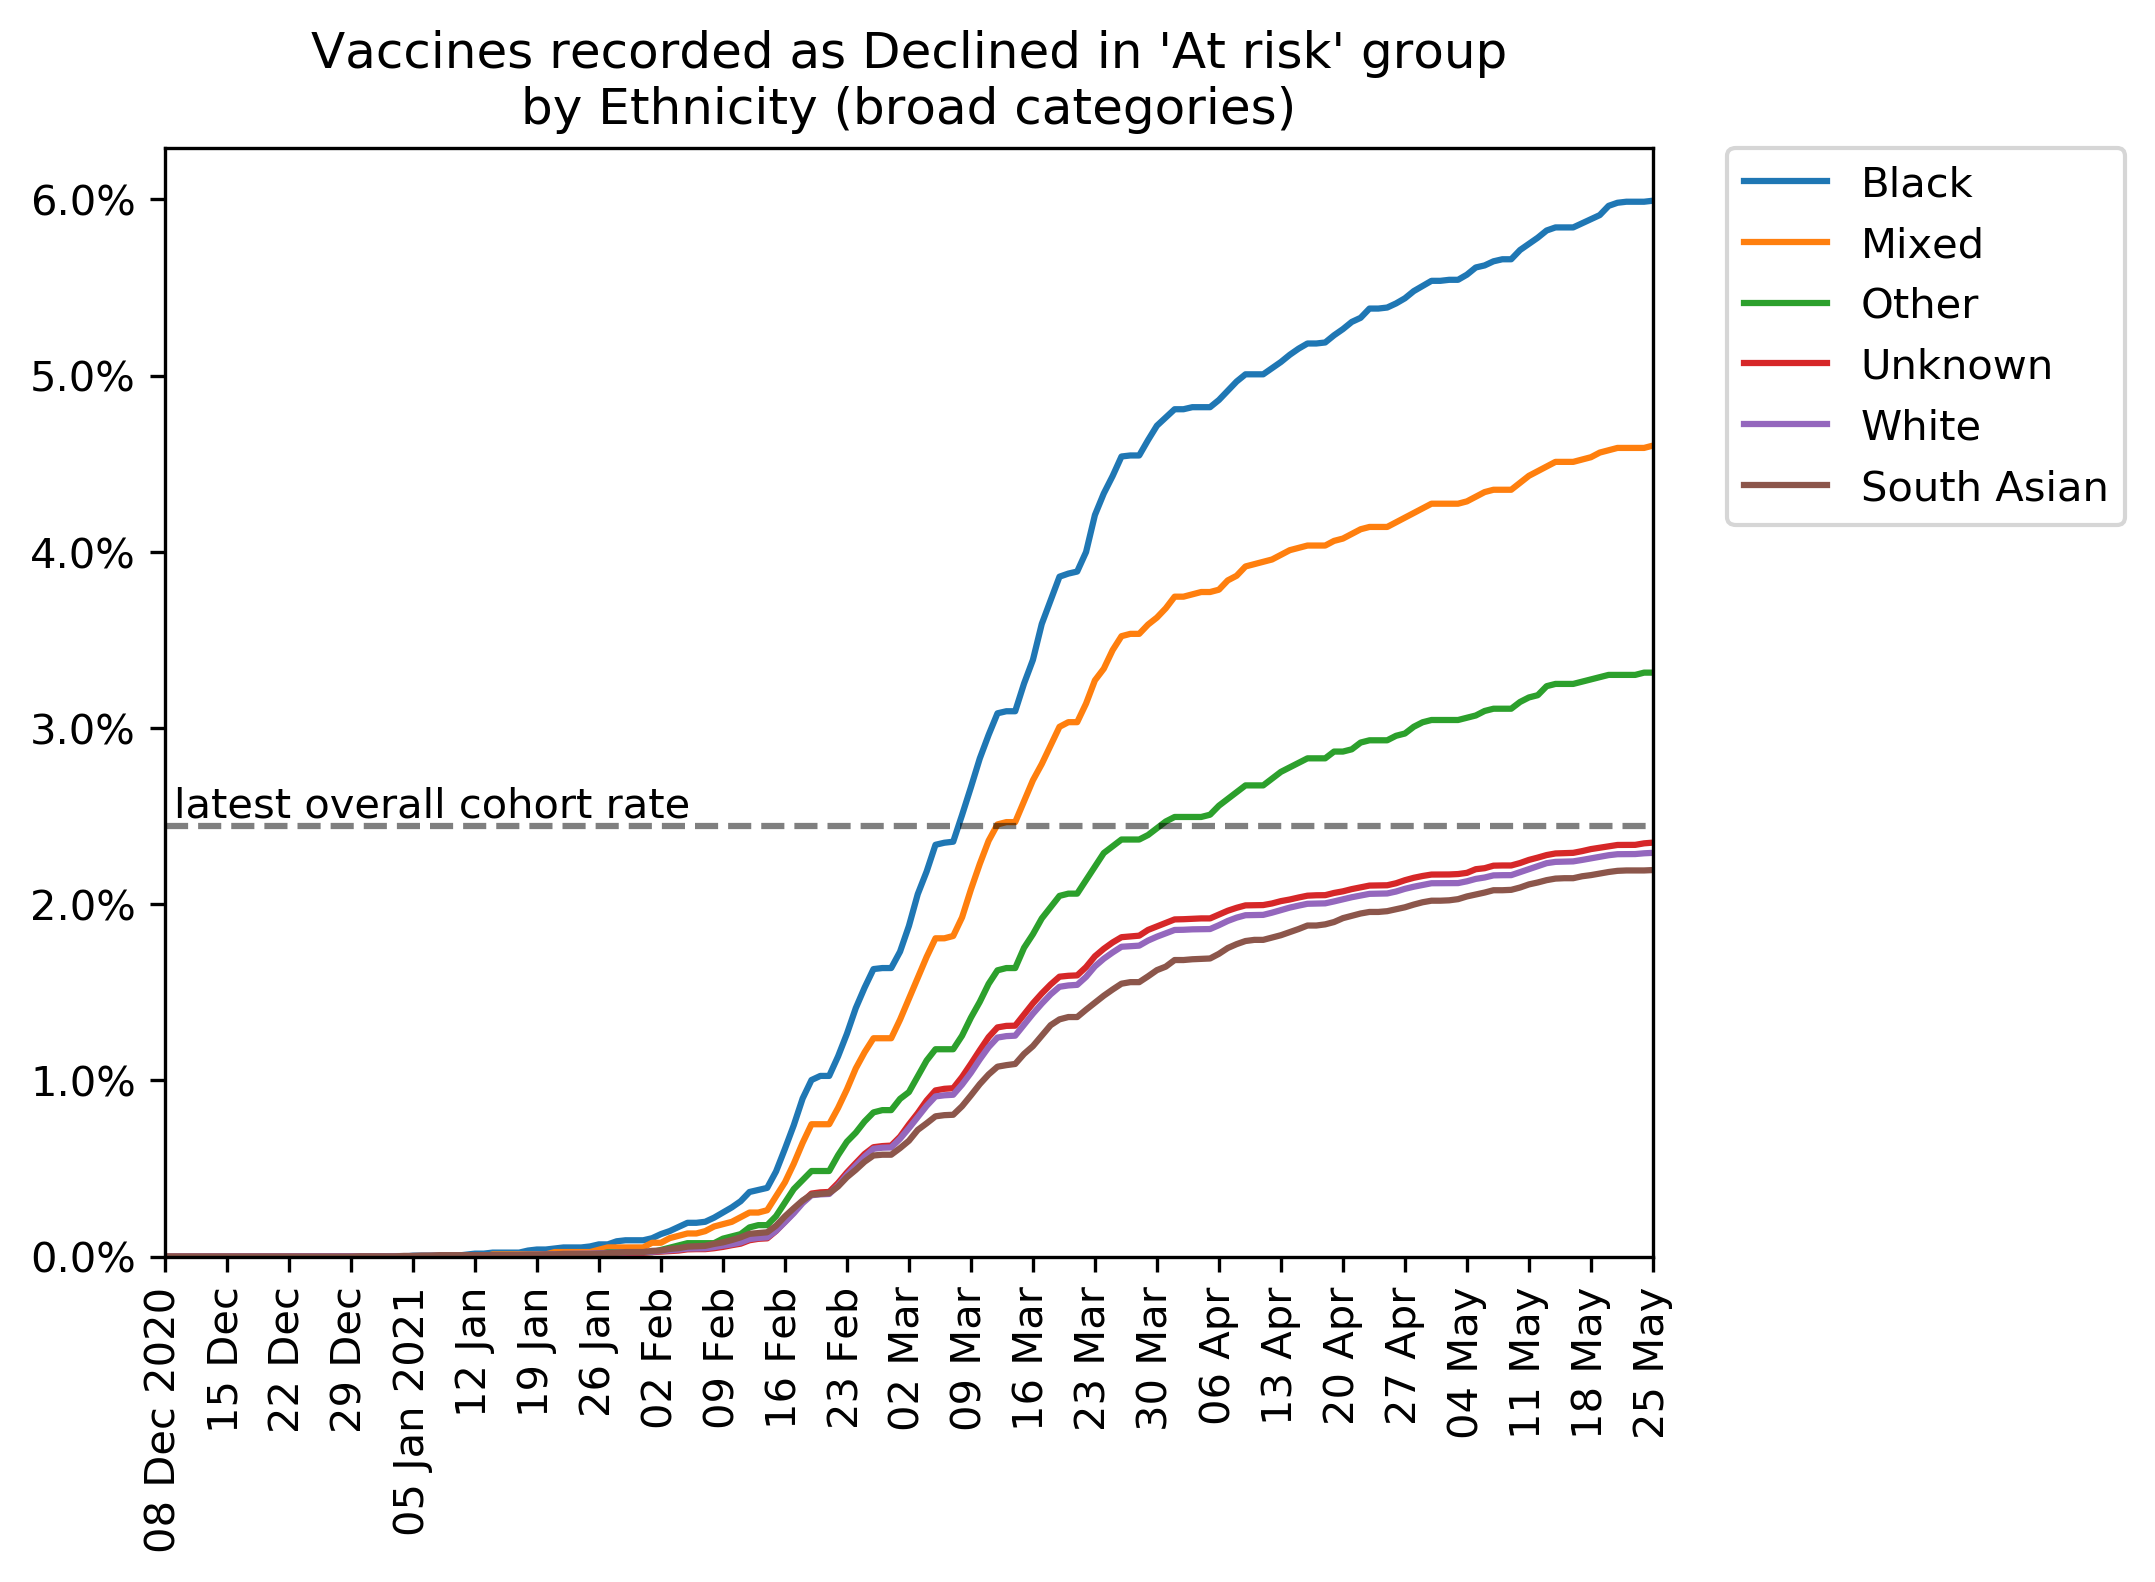 Vaccines recorded as Declined in 'At risk' group
by Ethnicity (broad categories)
6.0%
5.0%
4.0%
3.0%
2.0%
1.0%
0.0%
latest overall cohort rate
08 Dec 2020
15 Dec
22 Dec
29 Dec
05 Jan 2021
12 Jan
19 Jan
26 Jan
02 Feb
09 Feb
16 Feb
23 Feb
02 Mar
09 Mar
16 Mar
23 Mar
30 Mar
06 Apr
13 Apr
20 Apr
27 Apr
04 May
11 May
18 May
25 May
Black
Mixed
Other
Unknown
White
South Asian